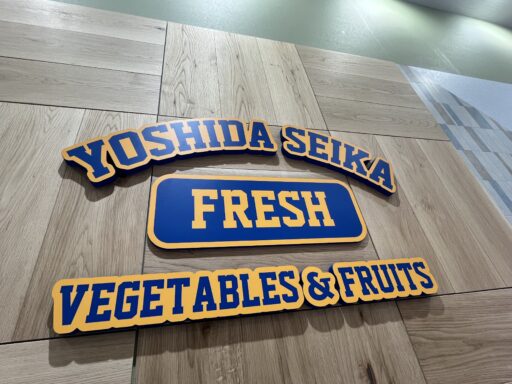 YOSHIDA SEIKA
FRESH
VEGETABLES & FRUITS